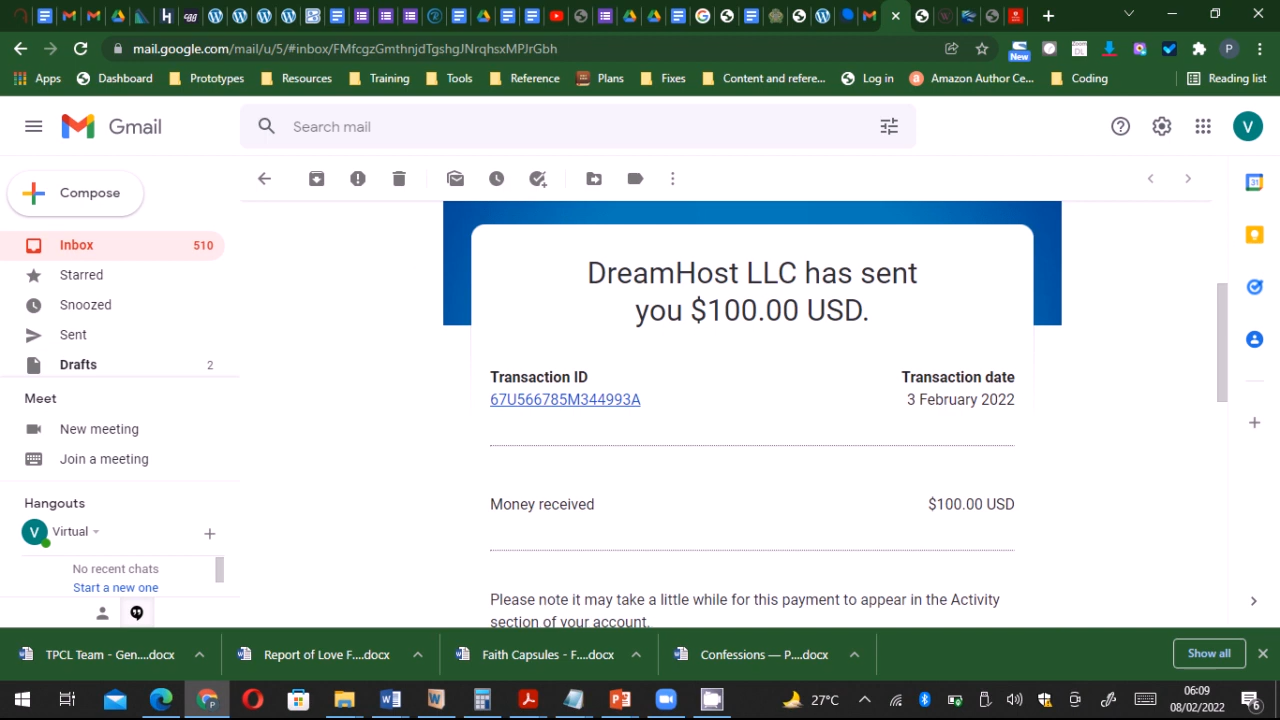 mail.google.com/mail/u/5/#inbox/FMfcgzGmthnjdTgshgJNrqhsxMPJrGbh
New
P
Apps
Dashboard
Prototypes
Resources
Training
Tools
Reference
Plans
Fixes
Content and refere...
Log in
Amazon Author Ce...
Coding
Reading list
Gmail
Search mail
V
Compose
Inbox 510
Starred
Snoozed
Sent
Drafts 2
Meet
New meeting
Join a meeting
Hangouts
V Virtual
No recent chats
Start a new one
31
DreamHost LLC has sent
you $100.00 USD.
Transaction ID Transaction date
67U566785M344993A 3 February 2022
Money received $100.00 USD
Please note it may take a little while for this payment to appear in the Activity
section of your account.
TPCL Team - Gen....docx
Report of Love F....docx
Faith Capsules - F....docx
Confessions — P....docx
Show all
27°C
06:09
08/02/2022
6